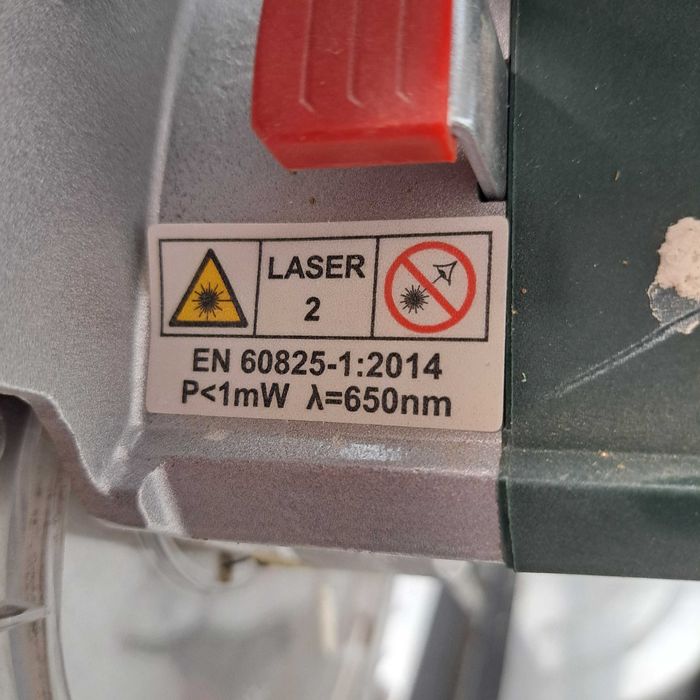 LASER
2
EN 60825-1:2014
P<1mW λ=650nm